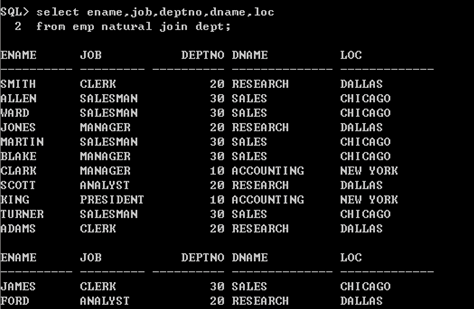 SQL> select ename,job,deptno,dname,loc
2 from emp natural join dept;
ENAME JOB DEPTNO DNAME LOC
---------- --------- ---------- -------------- -------------
SMITH CLERK 20 RESEARCH DALLAS
ALLEN SALESMAN 30 SALES CHICAGO
WARD SALESMAN 30 SALES CHICAGO
JONES MANAGER 20 RESEARCH DALLAS
MARTIN SALESMAN 30 SALES CHICAGO
BLAKE MANAGER 30 SALES CHICAGO
CLARK MANAGER 10 ACCOUNTING NEW YORK
SCOTT ANALYST 20 RESEARCH DALLAS
KING PRESIDENT 10 ACCOUNTING NEW YORK
TURNER SALESMAN 30 SALES CHICAGO
ADAMS CLERK 20 RESEARCH DALLAS
ENAME JOB DEPTNO DNAME LOC
---------- --------- ---------- -------------- -------------
JAMES CLERK 30 SALES CHICAGO
FORD ANALYST 20 RESEARCH DALLAS